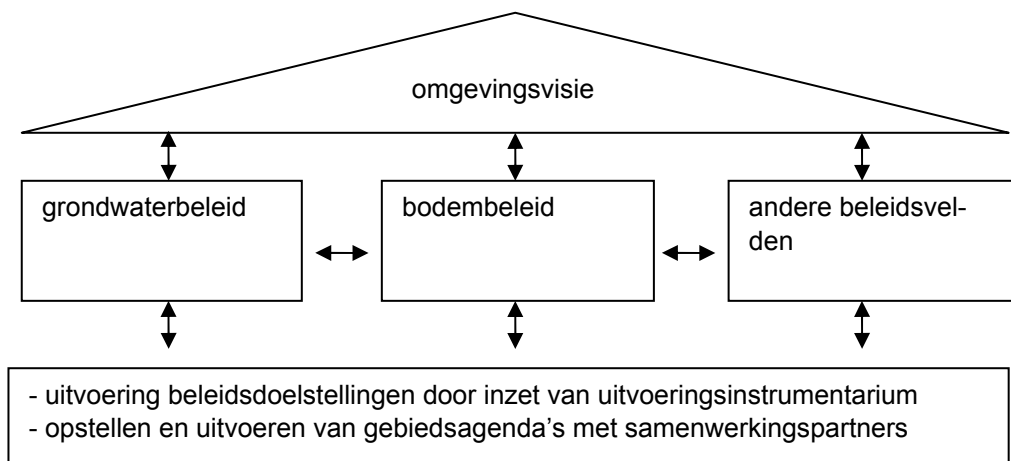 omgevingsvisie
grondwaterbeleid
bodembeleid
andere beleidsvel-
den
- uitvoering beleidsdoelstellingen door inzet van uitvoeringsinstrumentarium
- opstellen en uitvoeren van gebiedsagenda’s met samenwerkingspartners